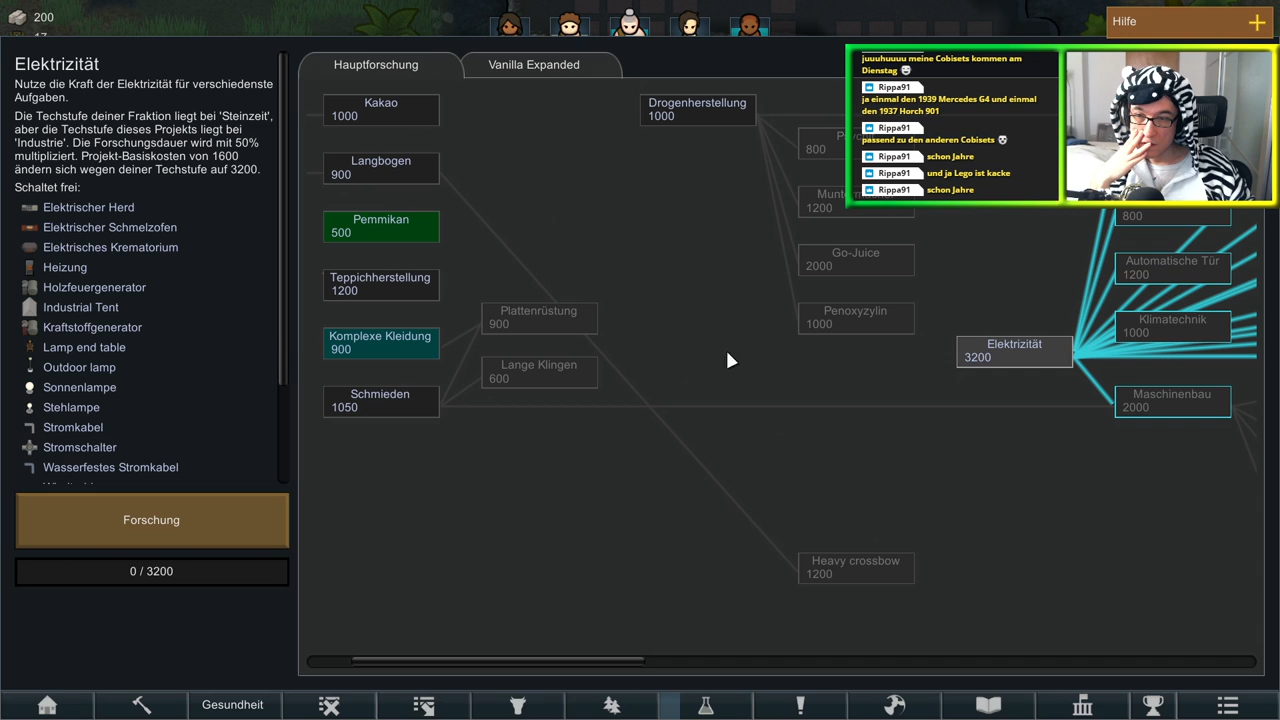 200
17
Hilfe
Elektrizität
Nutze die Kraft der Elektrizität für verschiedenste
Aufgaben.
Die Techstufe deiner Fraktion liegt bei 'Steinzeit',
aber die Techstufe dieses Projekts liegt bei
'Industrie'. Die Forschungsdauer wird mit 50%
multipliziert. Projekt-Basiskosten von 1600
ändern sich wegen deiner Techstufe auf 3200.
Schaltet frei:
Elektrischer Herd
Elektrischer Schmelzofen
Elektrisches Krematorium
Heizung
Holzfeuergenerator
Industrial Tent
Kraftstoffgenerator
Lamp end table
Outdoor lamp
Sonnenlampe
Stehlampe
Stromkabel
Stromschalter
Wasserfestes Stromkabel
Forschung
0 / 3200
Hauptforschung
Vanilla Expanded
Kakao
1000
Langbogen
900
Pemmikan
500
Teppichherstellung
1200
Komplexe Kleidung
900
Schmieden
1050
Plattenrüstung
900
Lange Klingen
600
Drogenherstellung
1000
800
1200
Go-Juice
2000
Penoxyzylin
1000
Heavy crossbow
1200
Elektrizität
3200
800
Automatische Tür
1200
Klimatechnik
1000
Maschinenbau
2000
juuuhuuuu meine Cobisets kommen am
Dienstag
Rippa91
ja einmal den 1939 Mercedes G4 und einmal
den 1937 Horch 901
Rippa91
passend zu den anderen Cobisets
Rippa91 schon Jahre
Rippa91 und ja Lego ist kacke
Rippa91 schon Jahre
Gesundheit